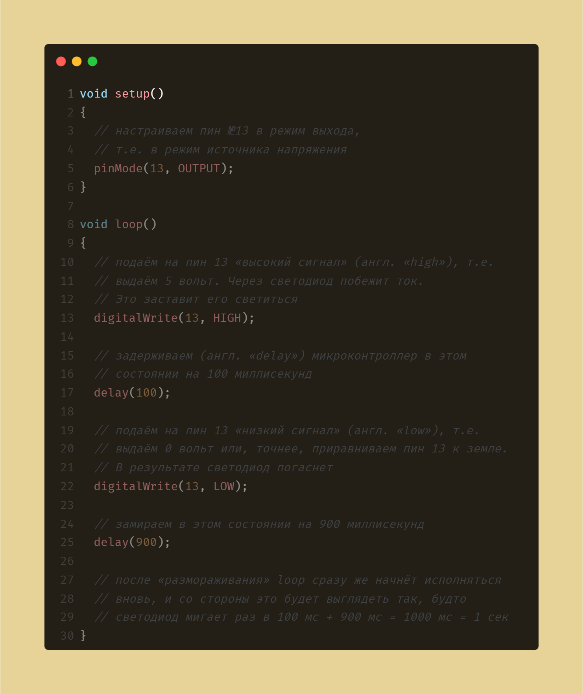 1 void setup()
2 {
3 // настраиваем пин №13 в режим выхода,
4 // т.е. в режим источника напряжения
5 pinMode(13, OUTPUT);
6 }
7
8 void loop()
9 {
10 // подаём на пин 13 «высокий сигнал» (англ. «high»), т.е.
11 // выдаём 5 вольт. Через светодиод побежит ток.
12 // Это заставит его светиться
13 digitalWrite(13, HIGH);
14
15 // задерживаем (англ. «delay») микроконтроллер в этом
16 // состоянии на 100 миллисекунд
17 delay(100);
18
19 // подаём на пин 13 «низкий сигнал» (англ. «low»), т.е.
20 // выдаём 0 вольт или, точнее, приравниваем пин 13 к земле.
21 // В результате светодиод погаснет
22 digitalWrite(13, LOW);
23
24 // замираем в этом состоянии на 900 миллисекунд
25 delay(900);
26
27 // после «размораживания» loop сразу же начнёт исполняться
28 // вновь, и со стороны это будет выглядеть так, будто
29 // светодиод мигает раз в 100 мс + 900 мс = 1000 мс = 1 сек
30 }